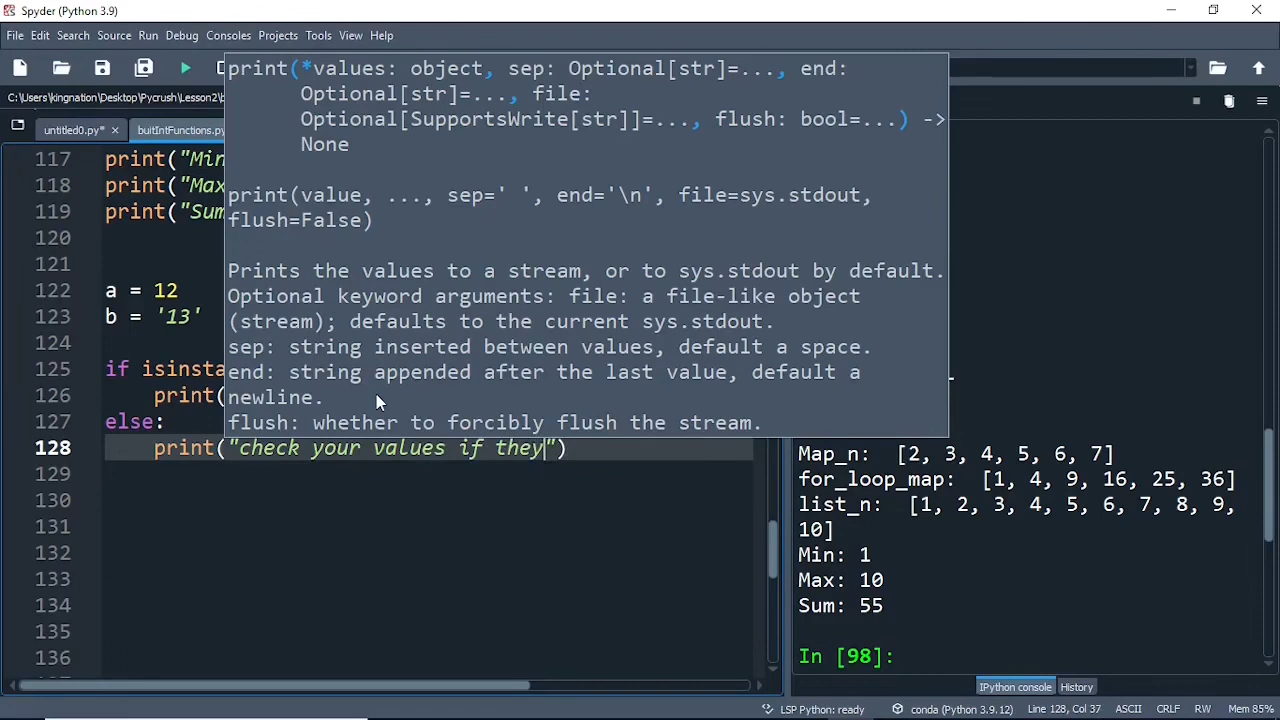 Spyder (Python 3.9)
File Edit Search Source Run Debug Consoles Projects Tools View Help
C:\Users\kingnation\Desktop\Pycrush\Lesson2\b
untitled0.py* buitIntFunctions.py
print(*values: object, sep: Optional[str]=..., end:
Optional[str]=..., file:
Optional[SupportsWrite[str]]=..., flush: bool=...) ->
None
print(value, ..., sep=' ', end='\n', file=sys.stdout,
flush=False)
Prints the values to a stream, or to sys.stdout by default.
Optional keyword arguments: file: a file-like object
(stream); defaults to the current sys.stdout.
sep: string inserted between values, default a space.
end: string appended after the last value, default a
newline.
flush: whether to forcibly flush the stream.
117 print("Min
118 print("Max
119 print("Sum
120
121
122 a = 12
123 b = '13'
124
125 if isinsta
126 print(
127 else:
128 print("check your values if they")
129
130
131
132
133
134
135
136
Map_n: [2, 3, 4, 5, 6, 7]
for_loop_map: [1, 4, 9, 16, 25, 36]
list_n: [1, 2, 3, 4, 5, 6, 7, 8, 9,
10]
Min: 1
Max: 10
Sum: 55
In [98]:
IPython console History
LSP Python: ready conda (Python 3.9.12) Line 128, Col 37 ASCII CRLF RW Mem 85%